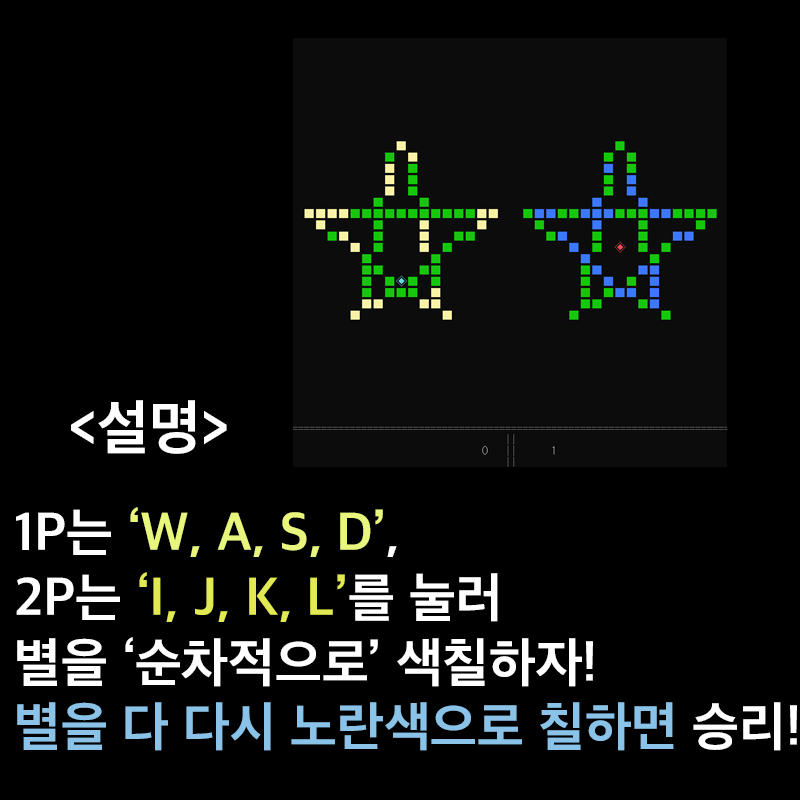 0 1
<설명>
1P는 ‘W, A, S, D’,
2P는 ‘I, J, K, L’를 눌러
별을 ‘순차적으로’ 색칠하자!
별을 다 다시 노란색으로 칠하면 승리!